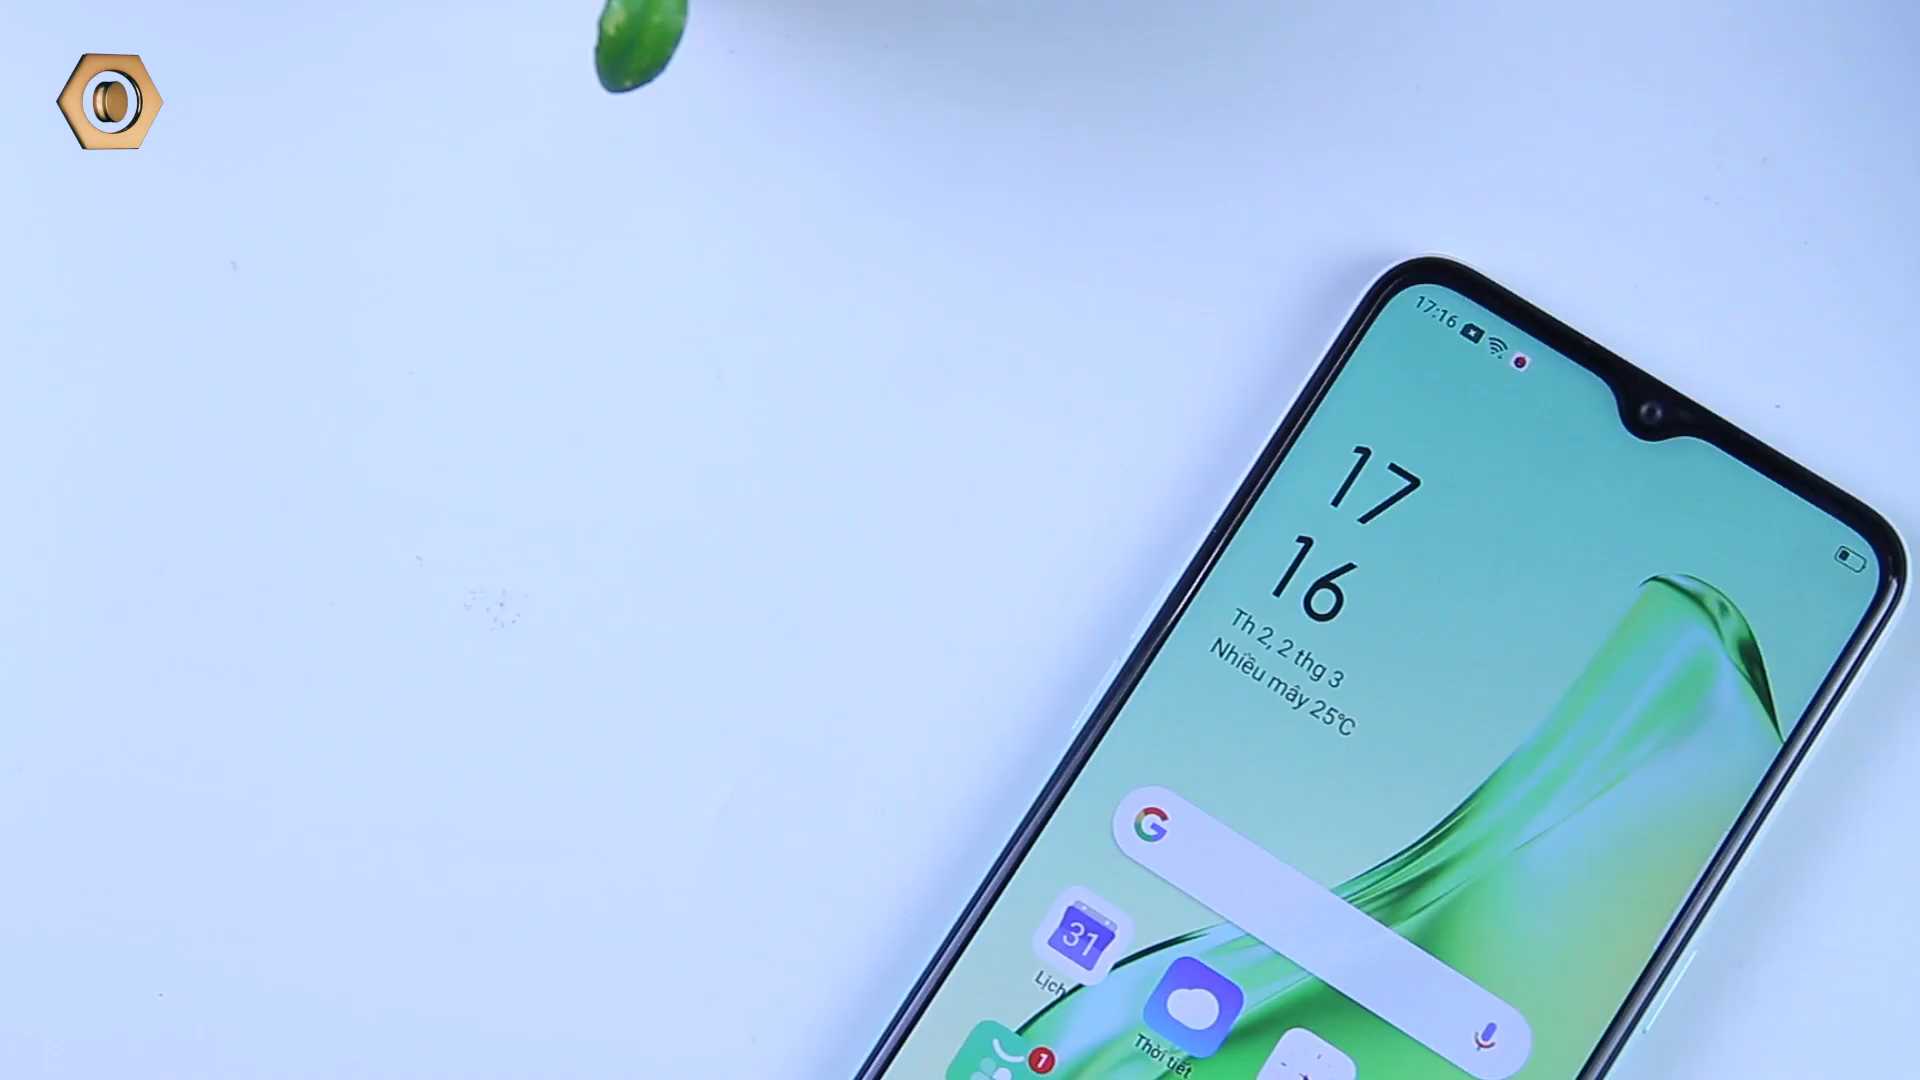 17:16
17
16
Th 2, 2 thg 3
Nhiều mây 25°C
G
31
Lịch
Thời tiết
1